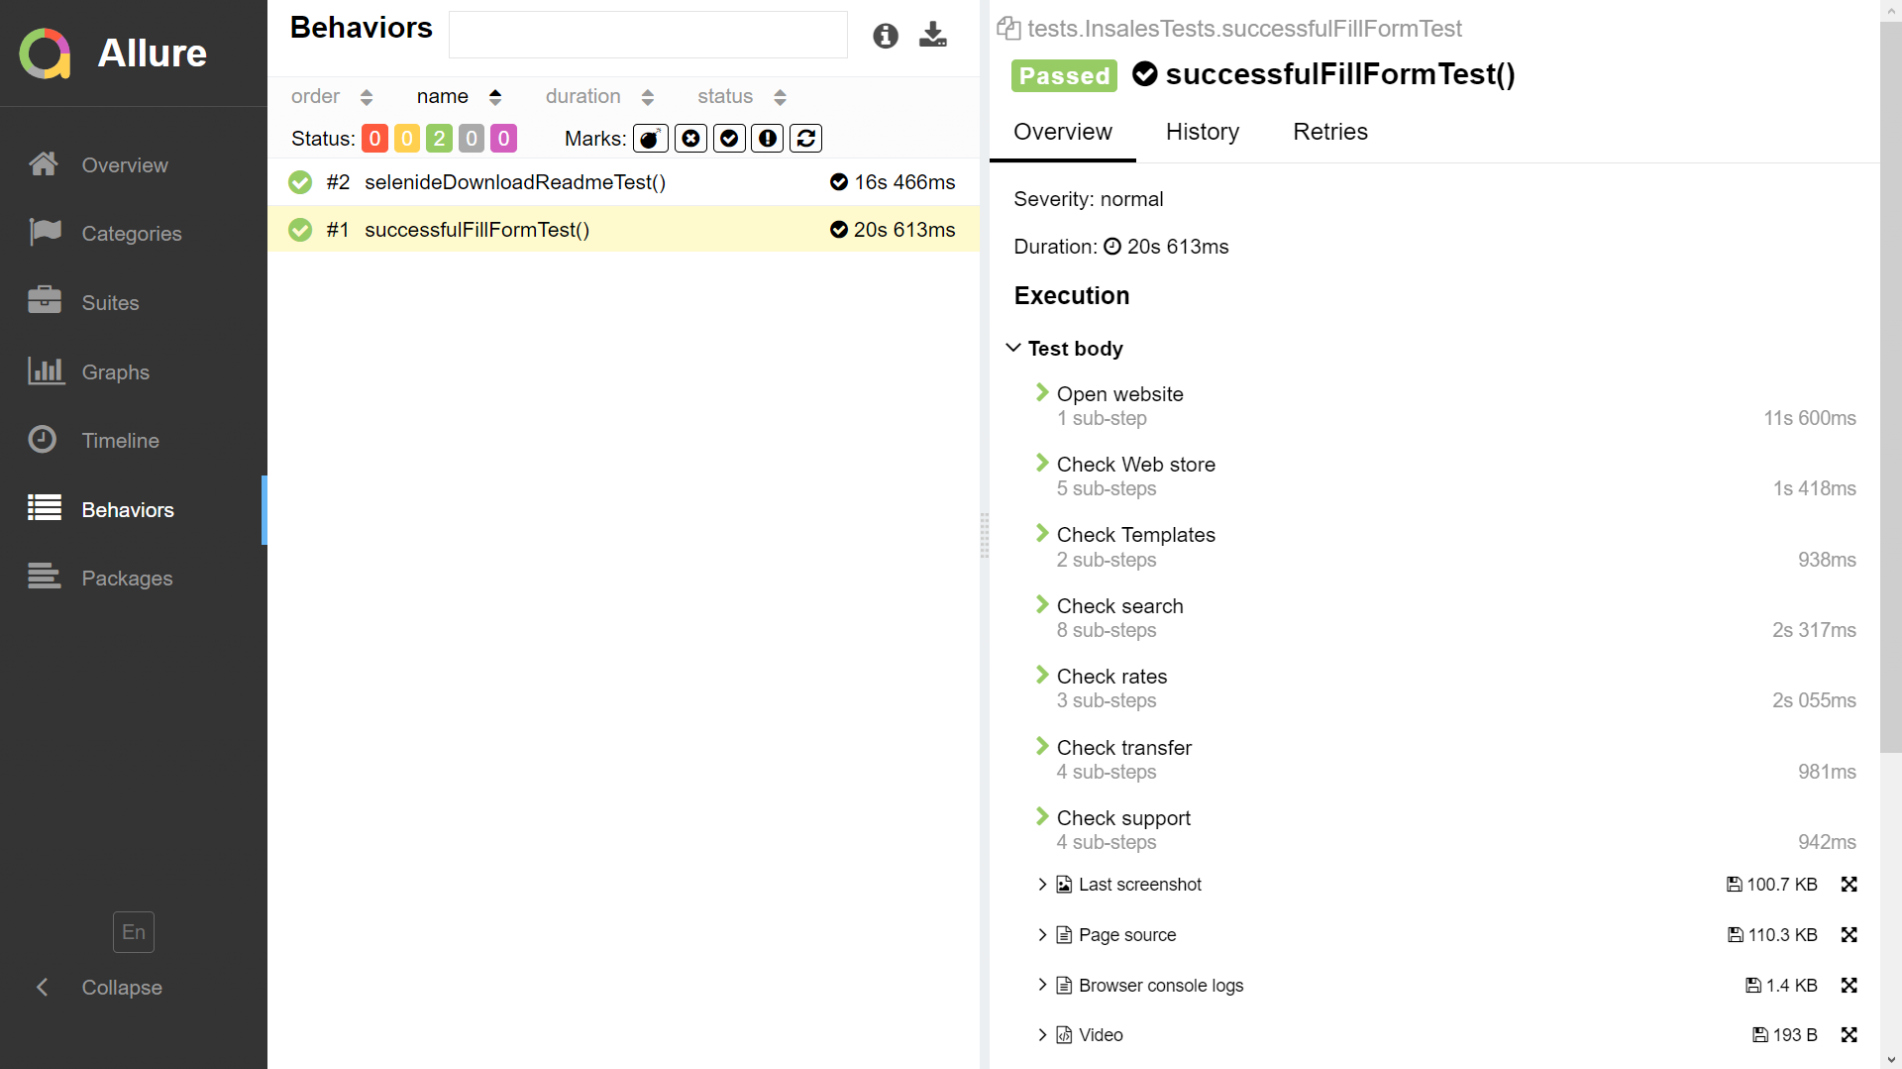 Allure
Overview
Categories
Suites
Graphs
Timeline
Behaviors
Packages
En
Collapse
Behaviors
order name duration status
Status: 0 0 2 0 0 Marks:
#2 selenideDownloadReadmeTest() 16s 466ms
#1 successfulFillFormTest() 20s 613ms
tests.InsalesTests.successfulFillFormTest
Passed successfulFillFormTest()
Overview History Retries
Severity: normal
Duration: 20s 613ms
Execution
Test body
Open website
1 sub-step 11s 600ms
Check Web store
5 sub-steps 1s 418ms
Check Templates
2 sub-steps 938ms
Check search
8 sub-steps 2s 317ms
Check rates
3 sub-steps 2s 055ms
Check transfer
4 sub-steps 981ms
Check support
4 sub-steps 942ms
Last screenshot 100.7 KB
Page source 110.3 KB
Browser console logs 1.4 KB
Video 193 B